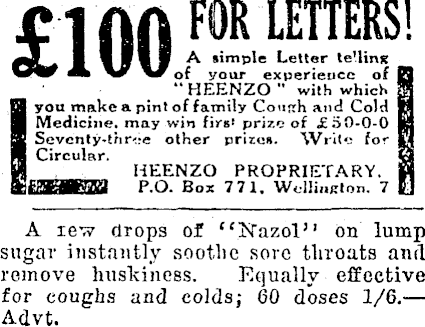 £100 FOR LETTERS!
A simple Letter telling
of your experience of
"HEENZO" with which
you make a pint of family Cough and Cold
Medicine, may win first prize of £50-0-0
Seventy-three other prizes. Write for
Circular.
HEENZO PROPRIETARY,
P.O. Box 771, Wellington. 7
A few drops of "Nazol" on lump
sugar instantly soothe sore throats and
remove huskiness. Equally effective
for coughs and colds; 60 doses 1/6.—
Advt.